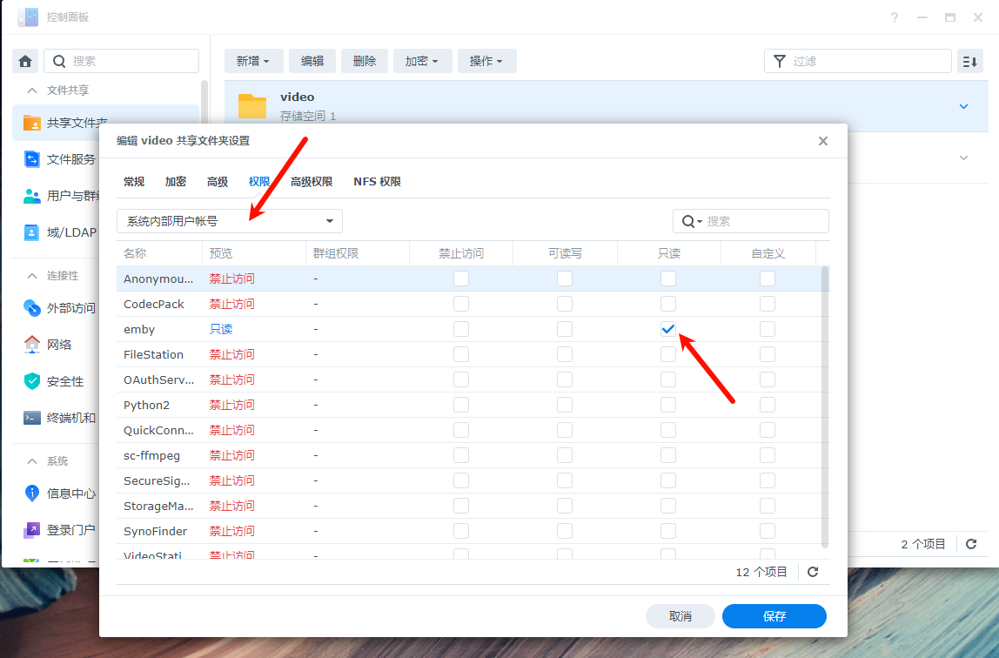 控制面板
搜索
文件共享
共享文件夹
文件服务
用户与群组
域/LDAP
连接性
外部访问
网络
安全性
终端机和
系统
信息中心
登录门户
新增
编辑
删除
加密
操作
过滤
video
存储空间 1
2 个项目
编辑 video 共享文件夹设置
常规 加密 高级 权限 高级权限 NFS 权限
系统内部用户帐号
搜索
名称 预览 群组权限 禁止访问 可读写 只读 自定义
Anonymou... 禁止访问 -
CodecPack 禁止访问 -
emby 只读 -
FileStation 禁止访问 -
OAuthServ... 禁止访问 -
Python2 禁止访问 -
QuickConn... 禁止访问 -
sc-ffmpeg 禁止访问 -
SecureSig... 禁止访问 -
StorageMa... 禁止访问 -
SynoFinder 禁止访问 -
VideoStati... 禁止访问 -
12 个项目
取消
保存